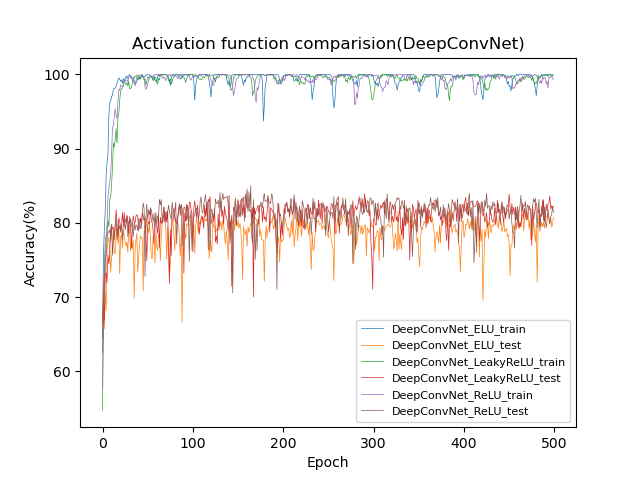 Activation function comparision(DeepConvNet)
100
90
80
70
60
Accuracy(%)
DeepConvNet_ELU_train
DeepConvNet_ELU_test
DeepConvNet_LeakyReLU_train
DeepConvNet_LeakyReLU_test
DeepConvNet_ReLU_train
DeepConvNet_ReLU_test
0 100 200 300 400 500
Epoch